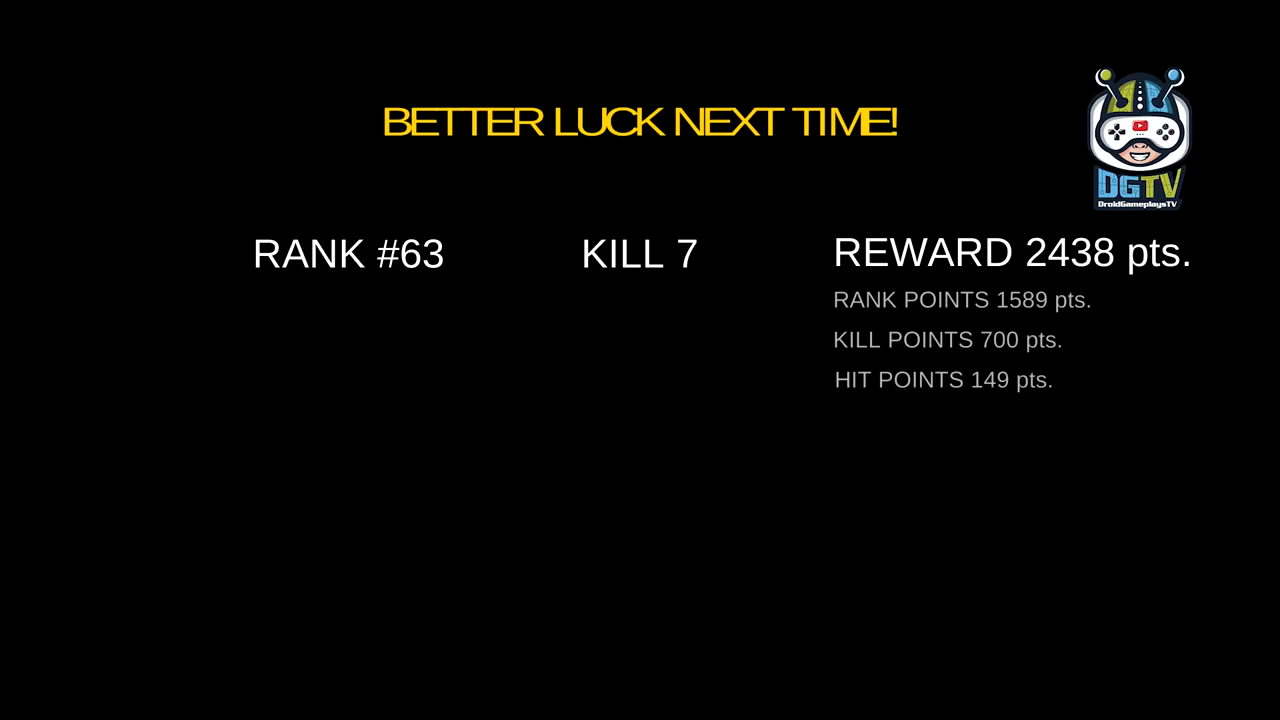 BETTER LUCK NEXT TIME!
DGTV
DroidGameplaysTV
RANK #63
KILL 7
REWARD 2438 pts.
RANK POINTS 1589 pts.
KILL POINTS 700 pts.
HIT POINTS 149 pts.